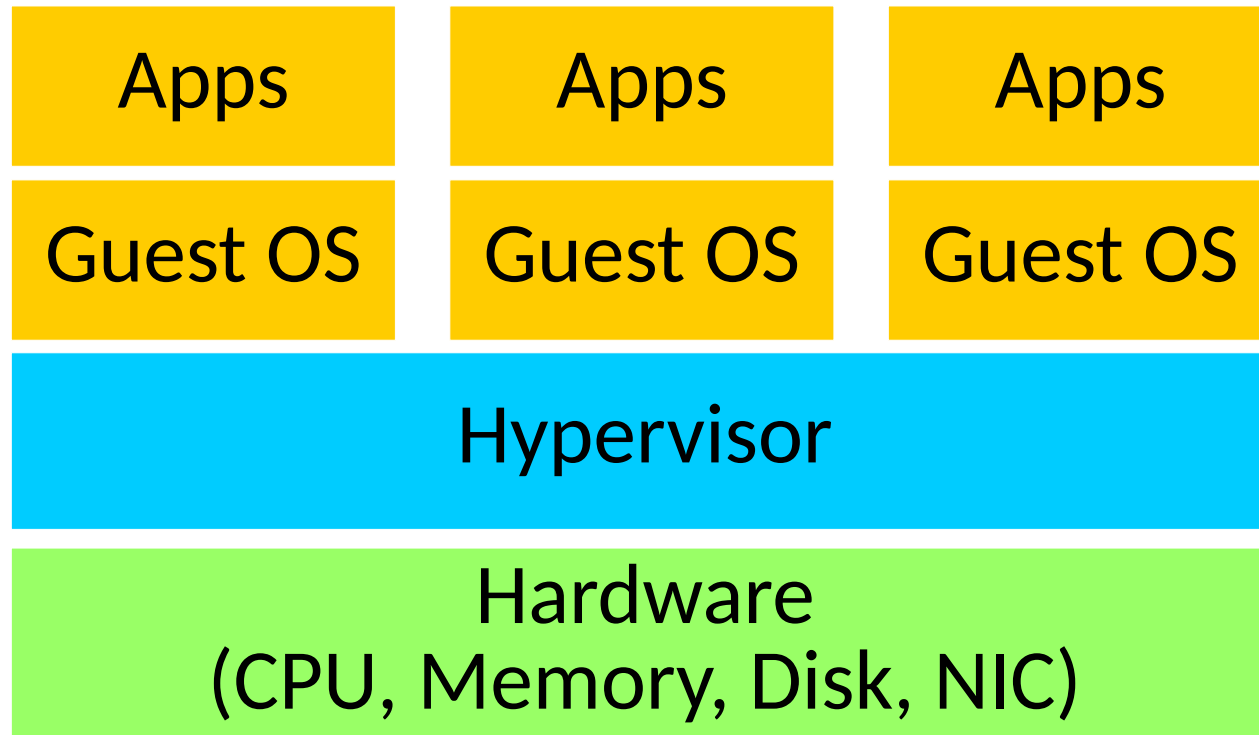 Apps Apps Apps
Guest OS Guest OS Guest OS
Hypervisor
Hardware
(CPU, Memory, Disk, NIC)